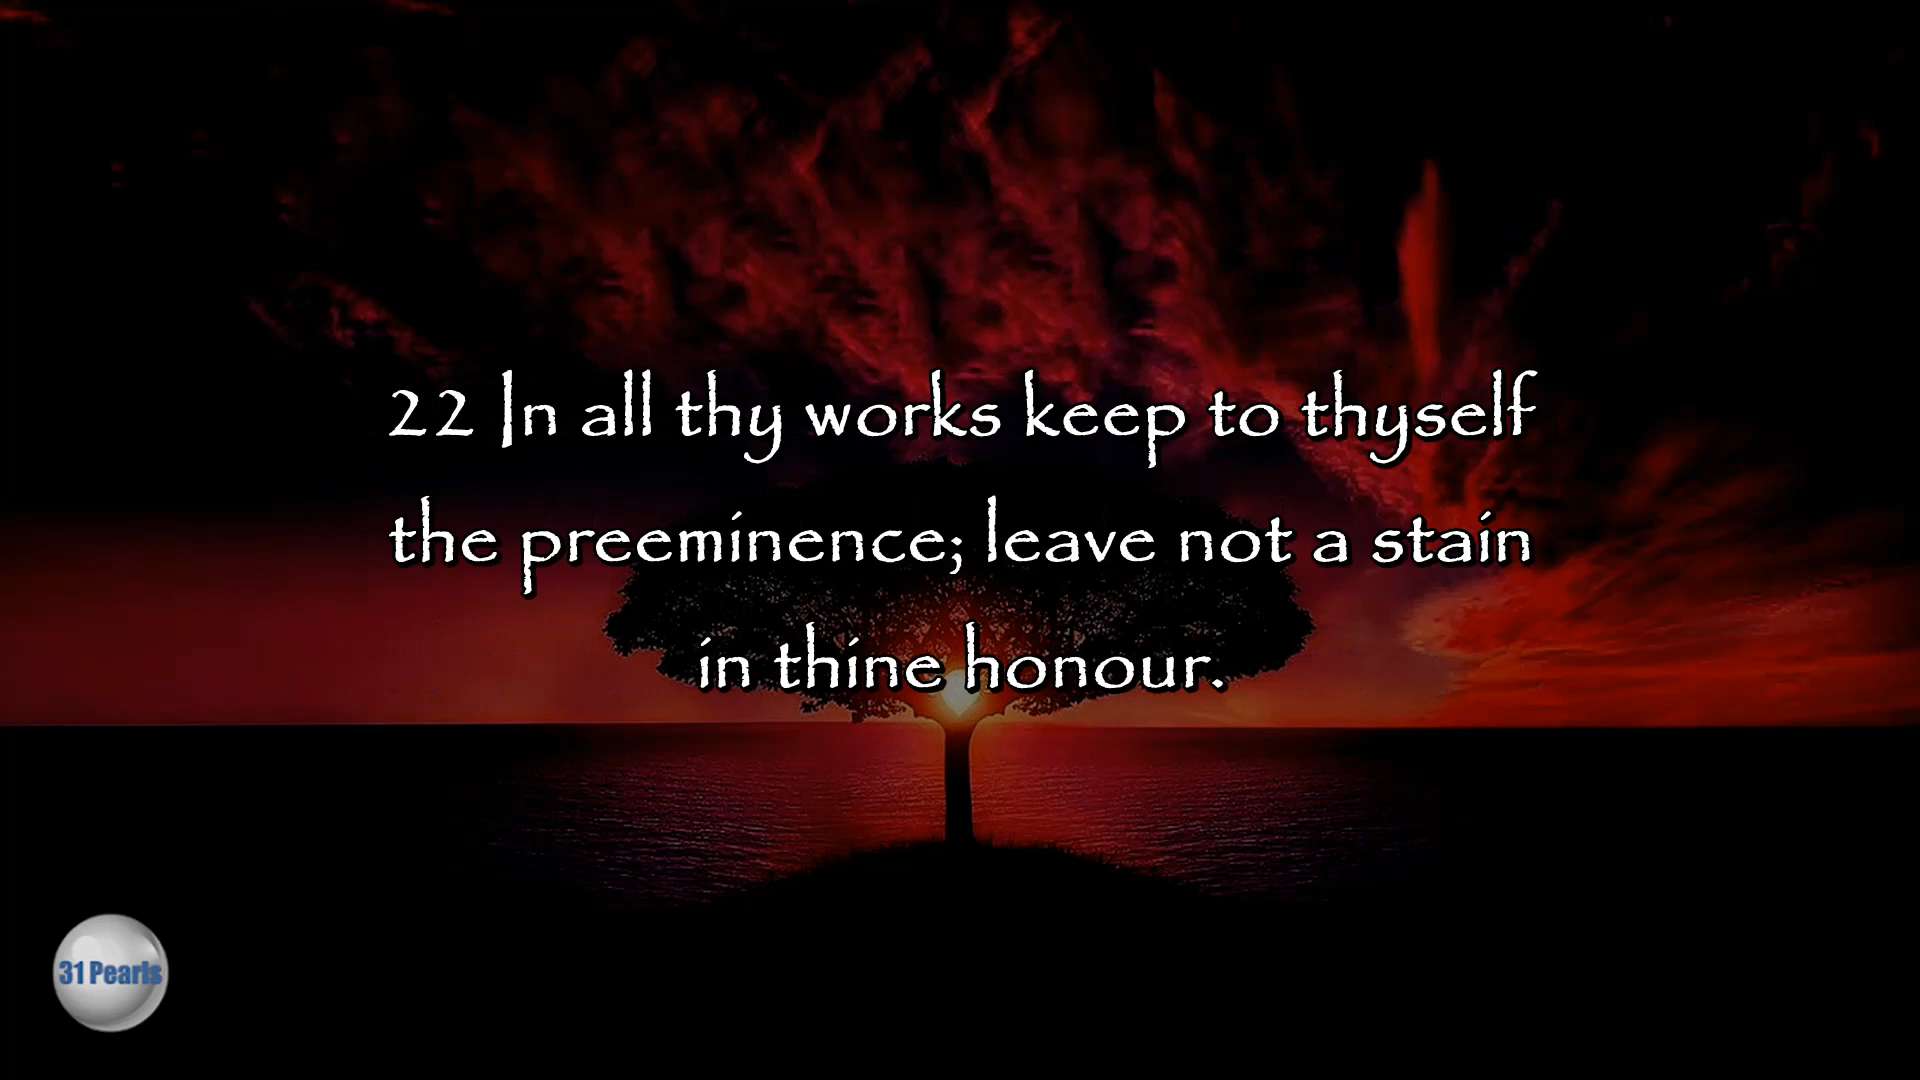 22 In all thy works keep to thyself
the preeminence; leave not a stain
in thine honour.
31 Pearls